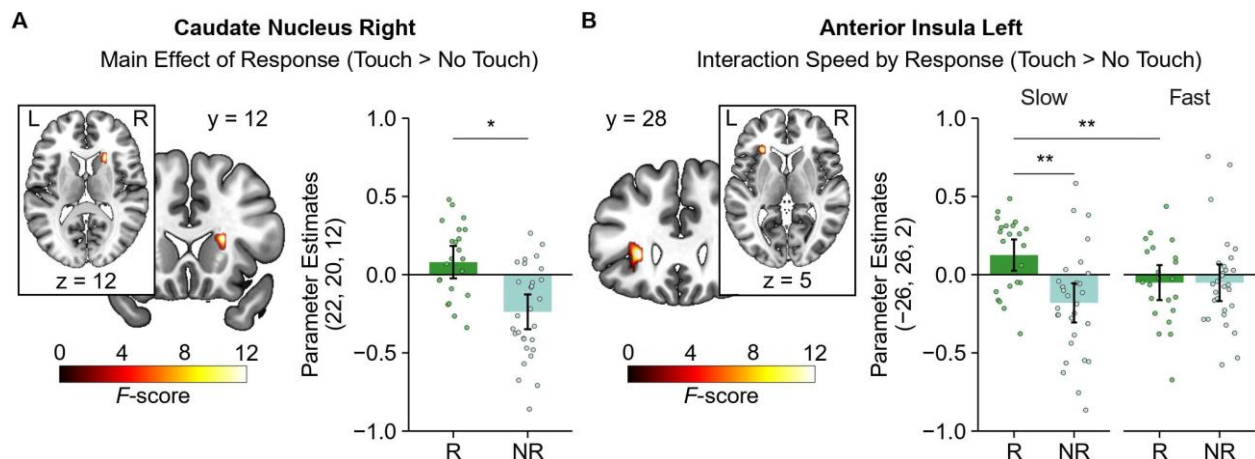 A
Caudate Nucleus Right
Main Effect of Response (Touch > No Touch)
L R
y = 12
z = 12
0 4 8 12
F-score
Parameter Estimates
(22, 20, 12)
1.0
0.5
0.0
−0.5
−1.0
*
R NR
B
Anterior Insula Left
Interaction Speed by Response (Touch > No Touch)
y = 28
L R
z = 5
0 4 8 12
F-score
Parameter Estimates
(−26, 26, 2)
Slow Fast
1.0
0.5
0.0
−0.5
−1.0
**
**
R NR R NR